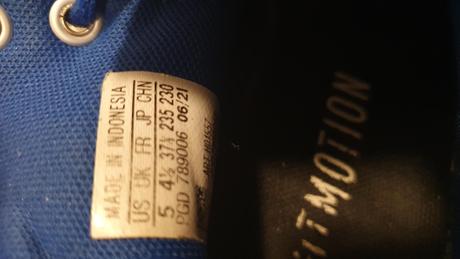 MADE IN INDONESIA
US UK FR JP CHN
5 4½ 37⅓ 235 230
PGD 789006 06/21
ITMOTION